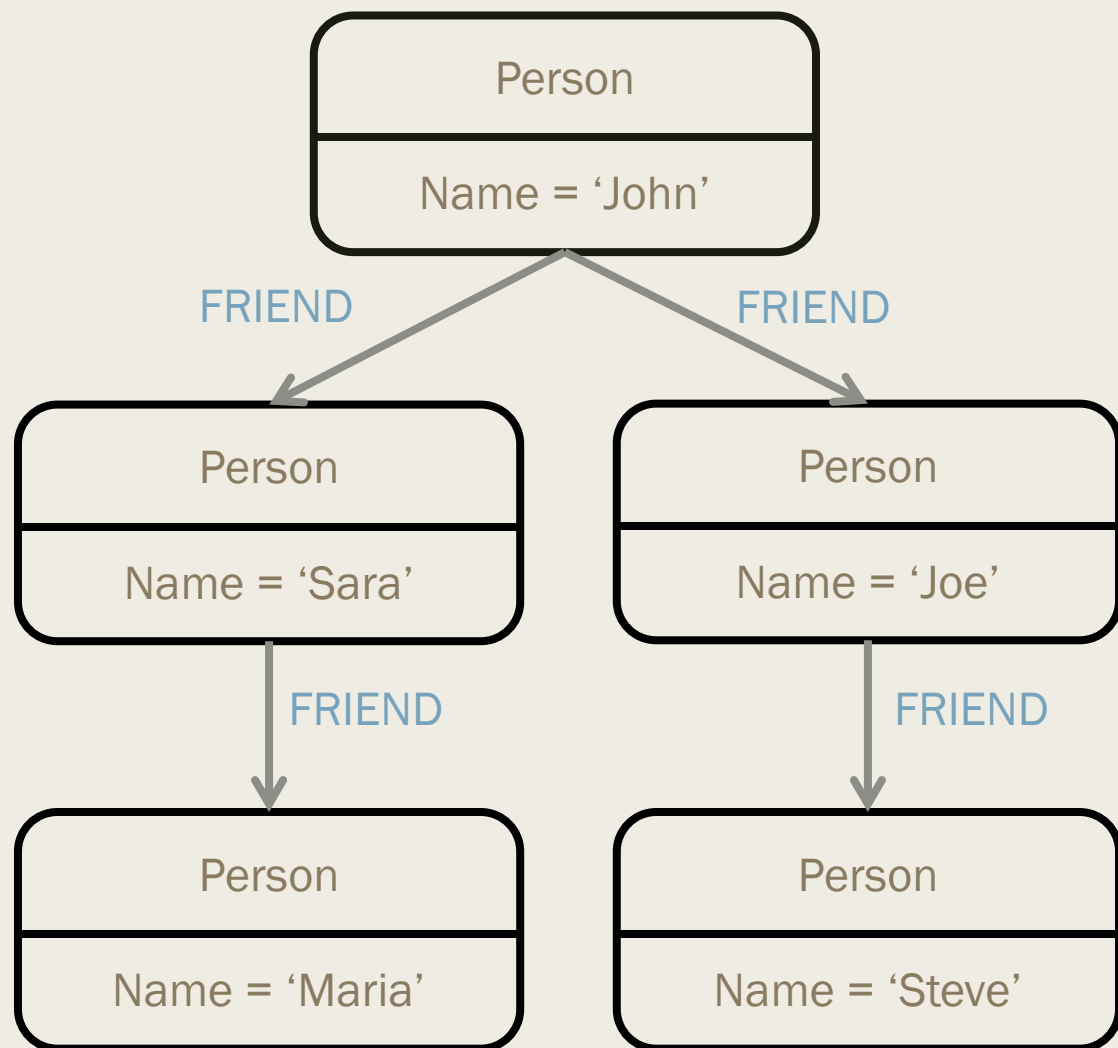 Person
Name = ‘John’
FRIEND
FRIEND
Person
Name = ‘Sara’
Person
Name = ‘Joe’
FRIEND
FRIEND
Person
Name = ‘Maria’
Person
Name = ‘Steve’